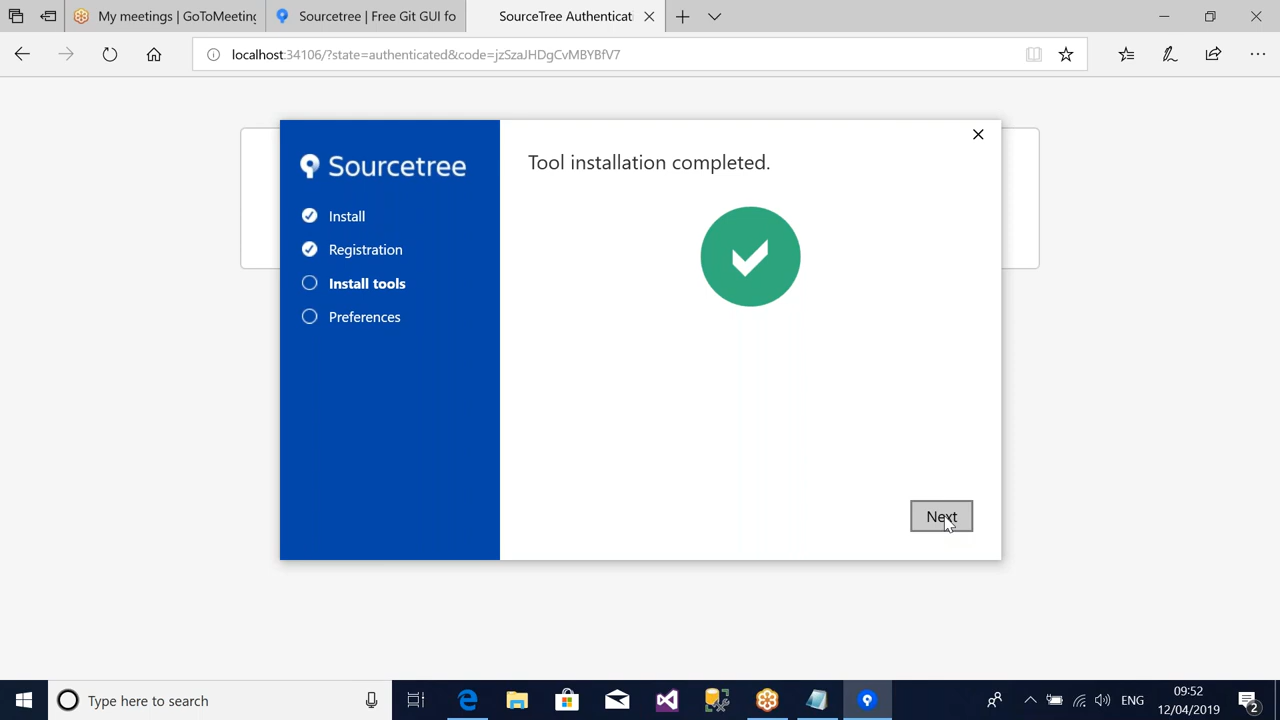 My meetings | GoToMeeting
Sourcetree | Free Git GUI fo
SourceTree Authenticati
localhost:34106/?state=authenticated&code=jzSzaJHDgCvMBYBfV7
Sourcetree
Install
Registration
Install tools
Preferences
Tool installation completed.
Next
Type here to search
ENG
09:52
12/04/2019
2